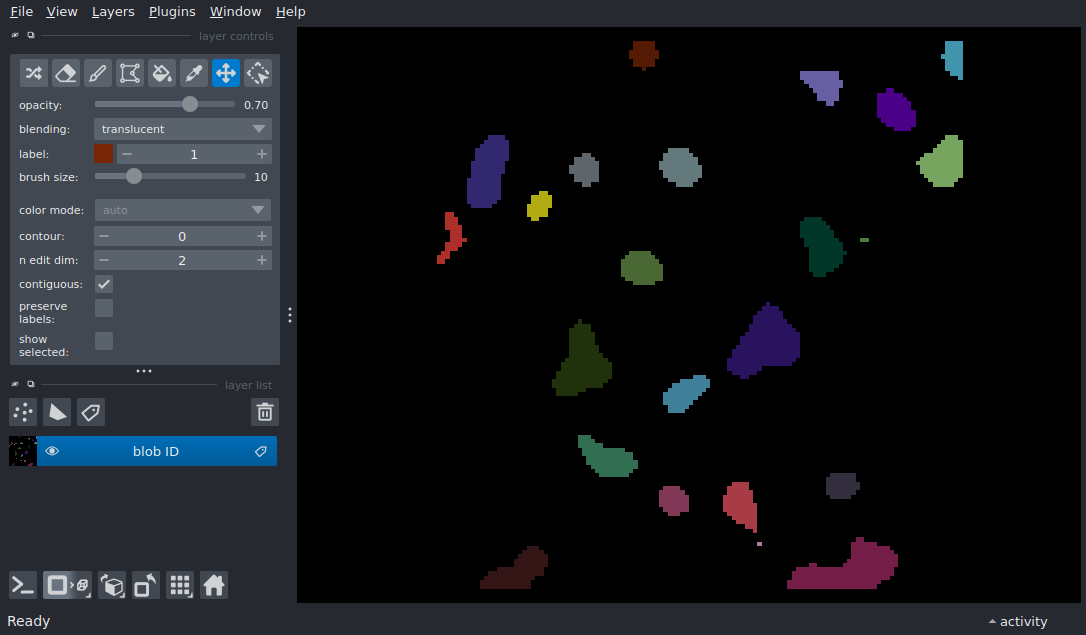 File View Layers Plugins Window Help
layer controls
opacity: 0.70
blending: translucent
label: 1
brush size: 10
color mode: auto
contour: 0
n edit dim: 2
contiguous:
preserve
labels:
show
selected:
layer list
blob ID
Ready
activity